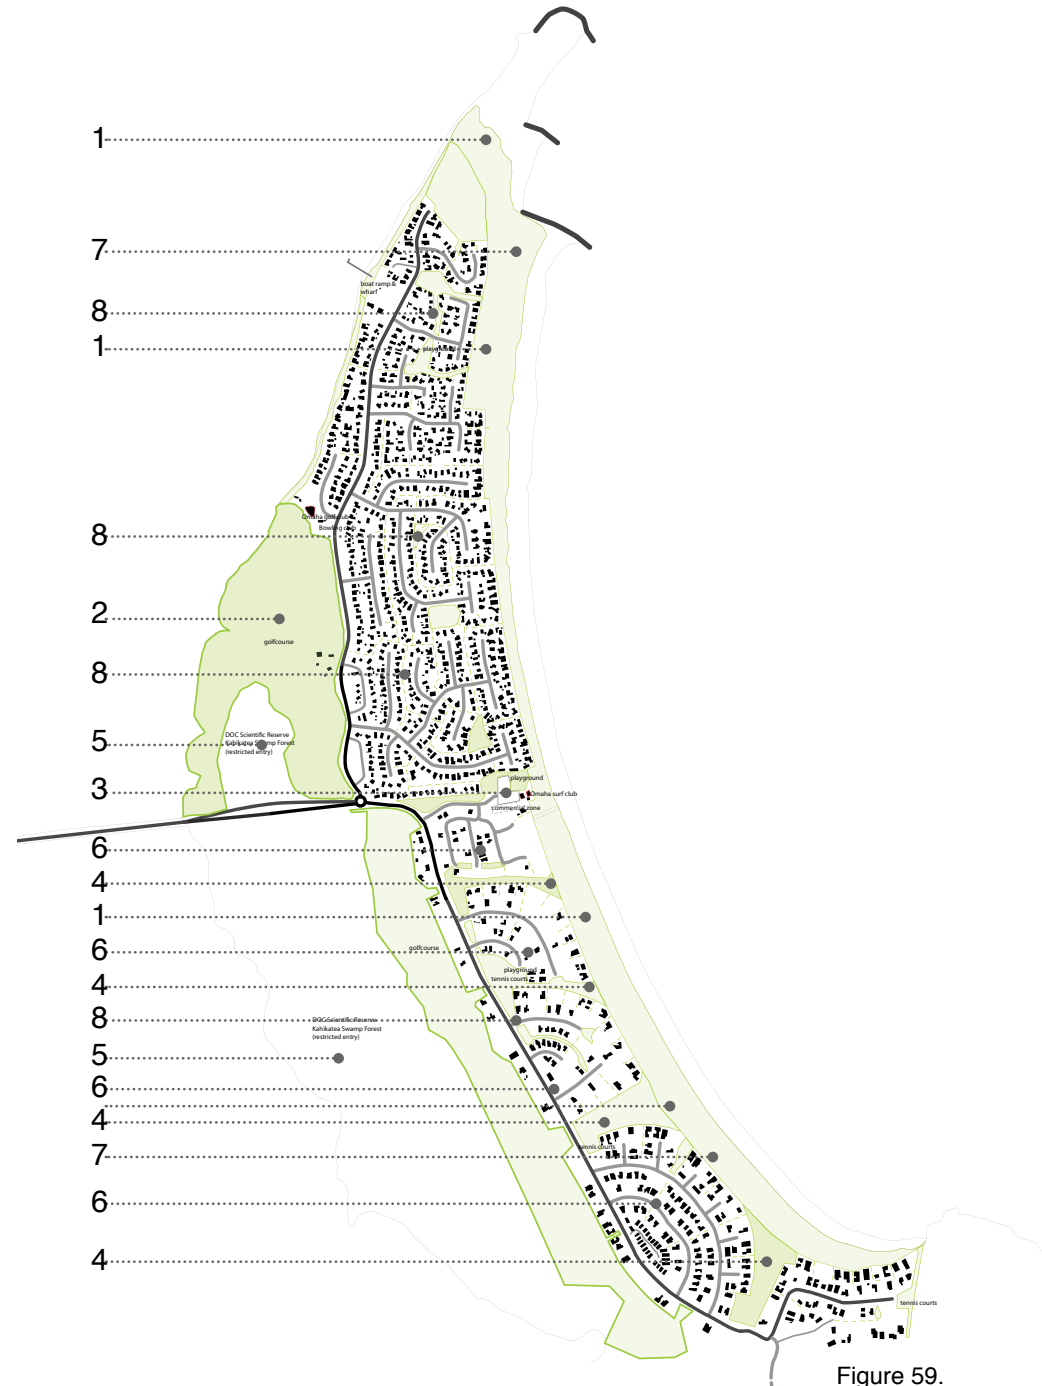 1
7
boat ramp &
wharf
8
1
playground
8
Omaha golf club
Bowling club
2
golfcourse
8
5
DOC Scientific Reserve
Kahikatea Swamp Forest
(restricted entry)
3
playground
Omaha surf club
commercial zone
6
4
1
6
golfcourse
playground
tennis courts
4
8
DOC Scientific Reserve
Kahikatea Swamp Forest
(restricted entry)
5
6
4
tennis courts
7
6
4
tennis courts
Figure 59.